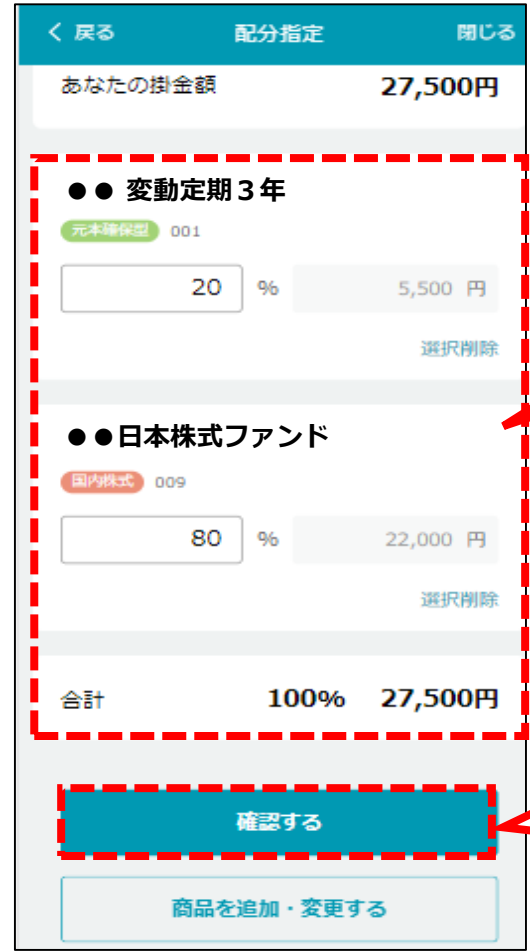 く 戻る 配分指定 閉じる
あなたの掛金額 27,500円
●● 変動定期3年
元本確保型 001
20 % 5,500 円
選択削除
●●日本株式ファンド
国内株式 009
80 % 22,000 円
選択削除
合計 100% 27,500円
確認する
商品を追加・変更する